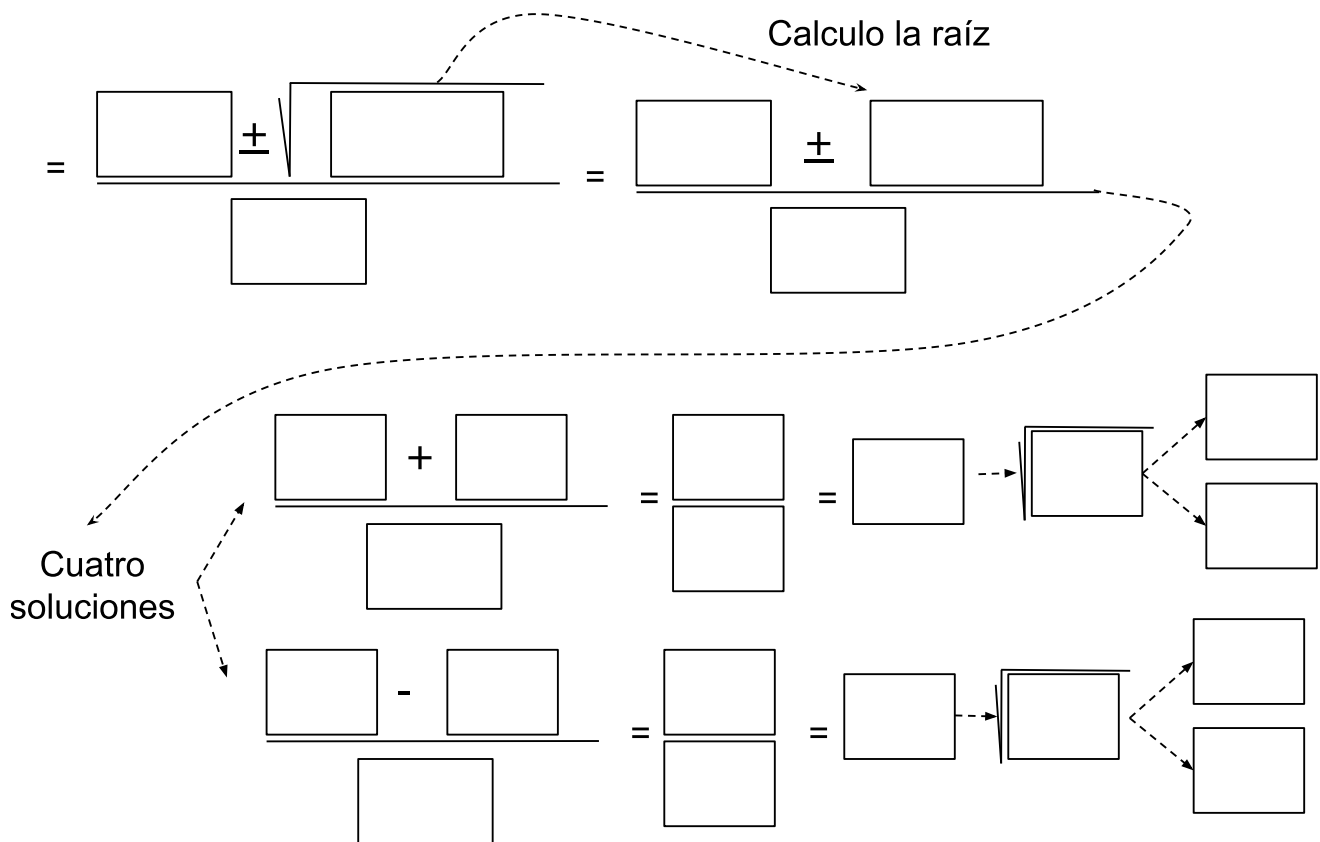 Calculo la raíz
= ± √ = ±
+ = = √
Cuatro
soluciones
- = = √